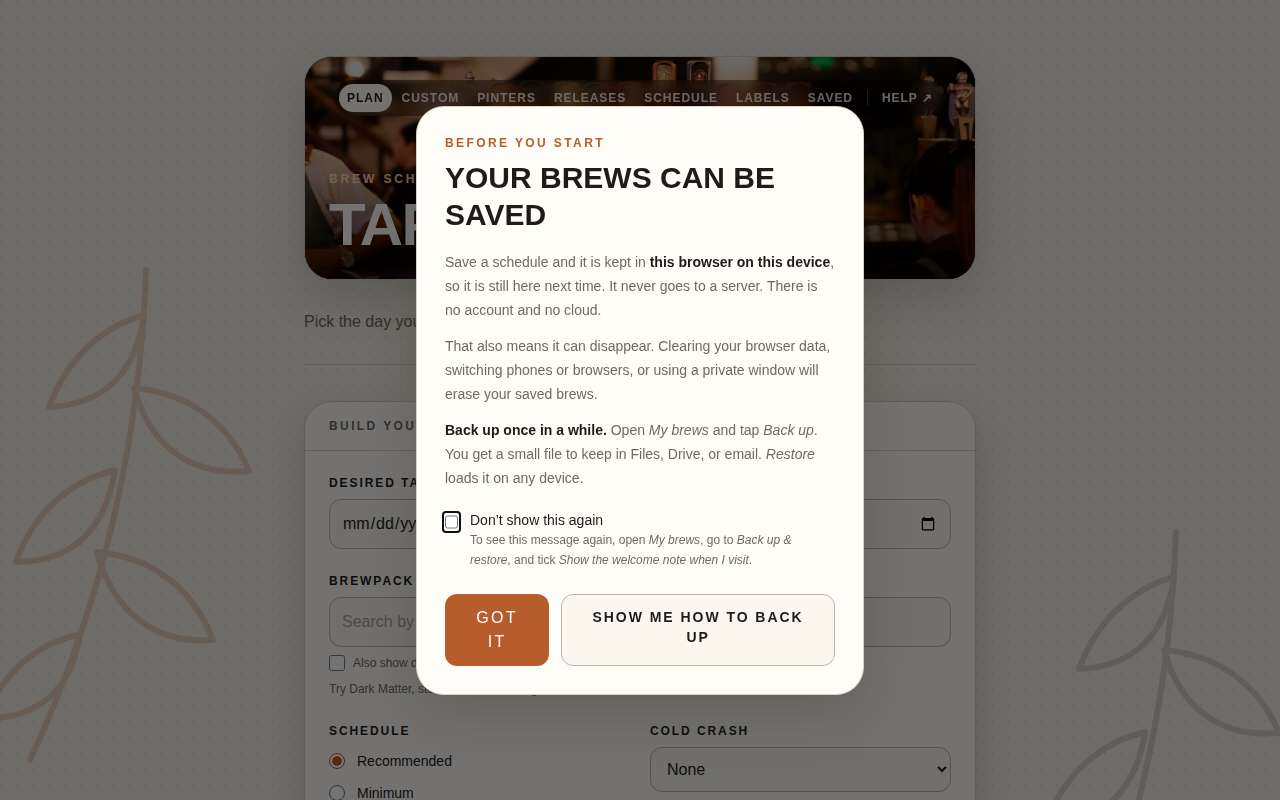 PLAN CUSTOM PINTERS RELEASES SCHEDULE LABELS SAVED HELP ↗
BREW SCH
TAP
Pick the day you
BEFORE YOU START
YOUR BREWS CAN BE
SAVED
Save a schedule and it is kept in this browser on this device,
so it is still here next time. It never goes to a server. There is
no account and no cloud.
That also means it can disappear. Clearing your browser data,
switching phones or browsers, or using a private window will
erase your saved brews.
Back up once in a while. Open My brews and tap Back up.
You get a small file to keep in Files, Drive, or email. Restore
loads it on any device.
Don't show this again
To see this message again, open My brews, go to Back up &
restore, and tick Show the welcome note when I visit.
GOT
IT
SHOW ME HOW TO BACK
UP
BUILD YOU
DESIRED TA
mm/dd/yy
BREWPACK
Search by
Also show
Try Dark Matter,
SCHEDULE
Recommended
Minimum
COLD CRASH
None